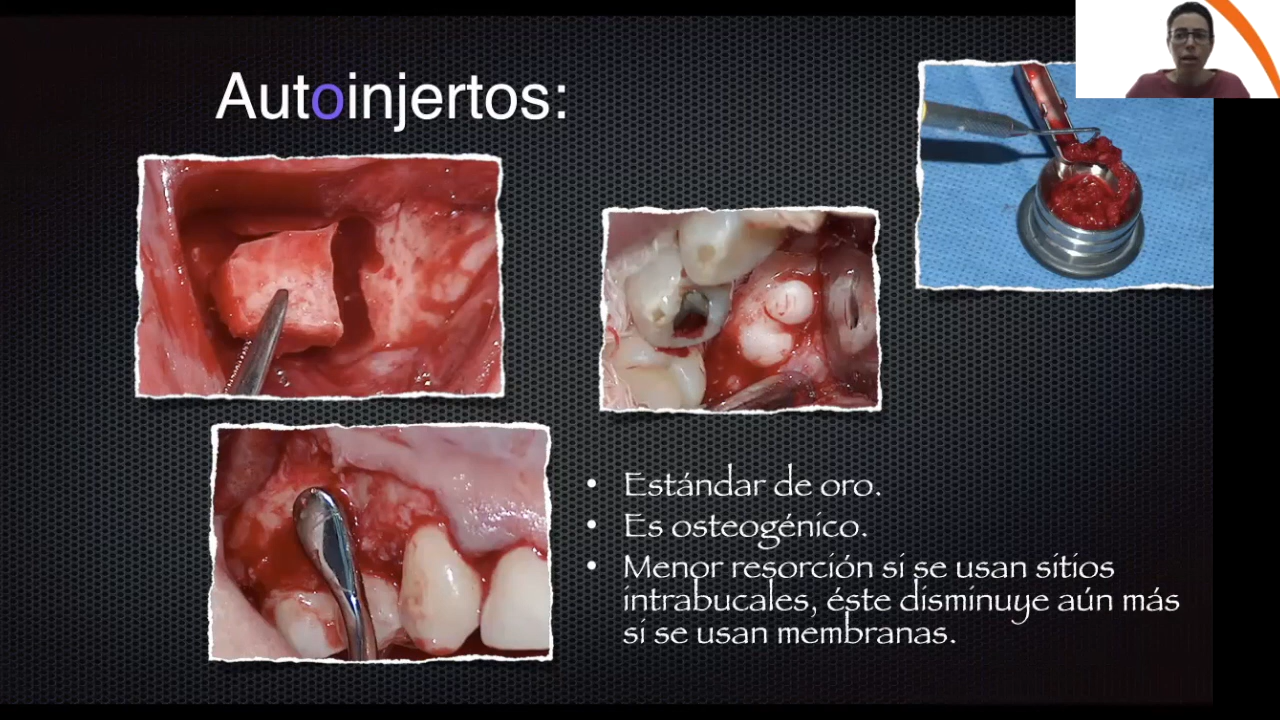 Autoinjertos:
• Estándar de oro.
• Es osteogénico.
• Menor resorción si se usan sitios
intrabucales, éste disminuye aún más
si se usan membranas.